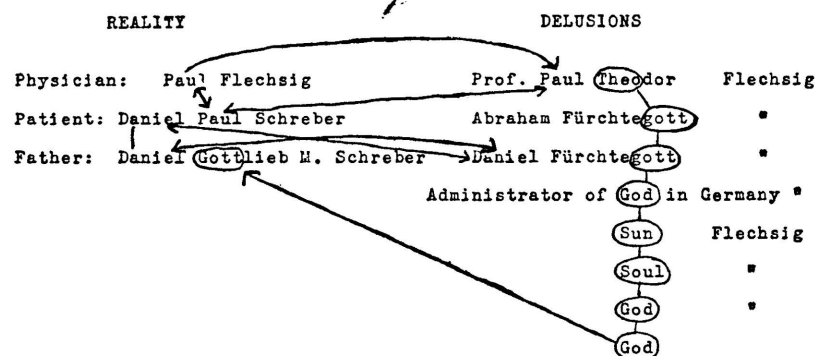 REALITY DELUSIONS
Physician: Paul Flechsig Prof. Paul Theodor Flechsig
Patient: Daniel Paul Schreber Abraham Fürchtegott "
Father: Daniel Gottlieb M. Schreber Daniel Fürchtegott "
Administrator of God in Germany "
Sun Flechsig
Soul "
God "
God